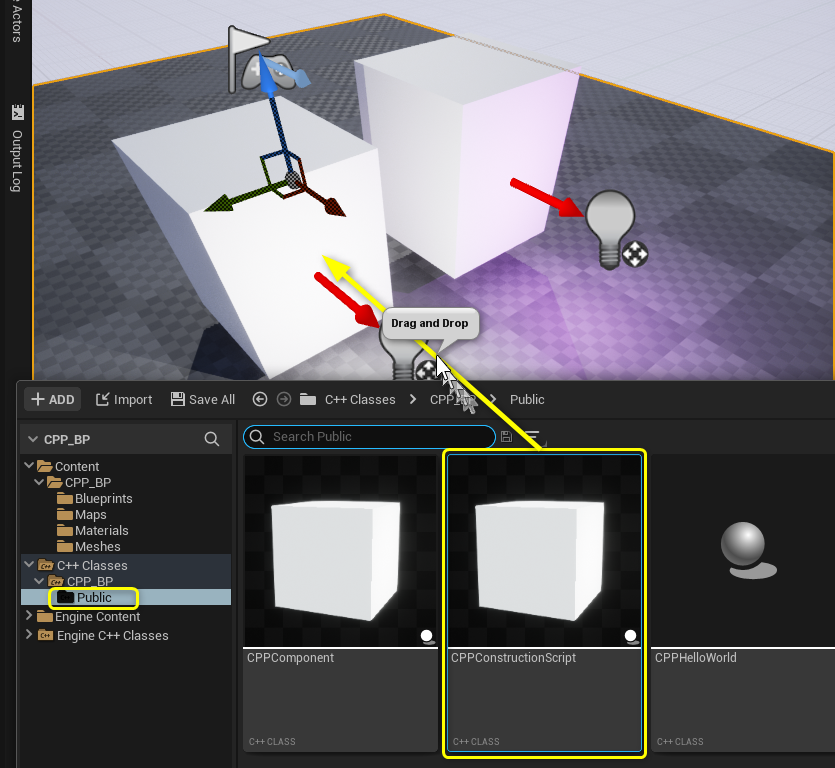 e Actors
Output Log
Drag and Drop
+ ADD
Import
Save All
C++ Classes
Public
CPP_BP
Search Public
Content
CPP_BP
Blueprints
Maps
Materials
Meshes
C++ Classes
CPP_BP
Public
Engine Content
Engine C++ Classes
CPPComponent
C++ CLASS
CPPConstructionScript
C++ CLASS
CPPHelloWorld
C++ CLASS